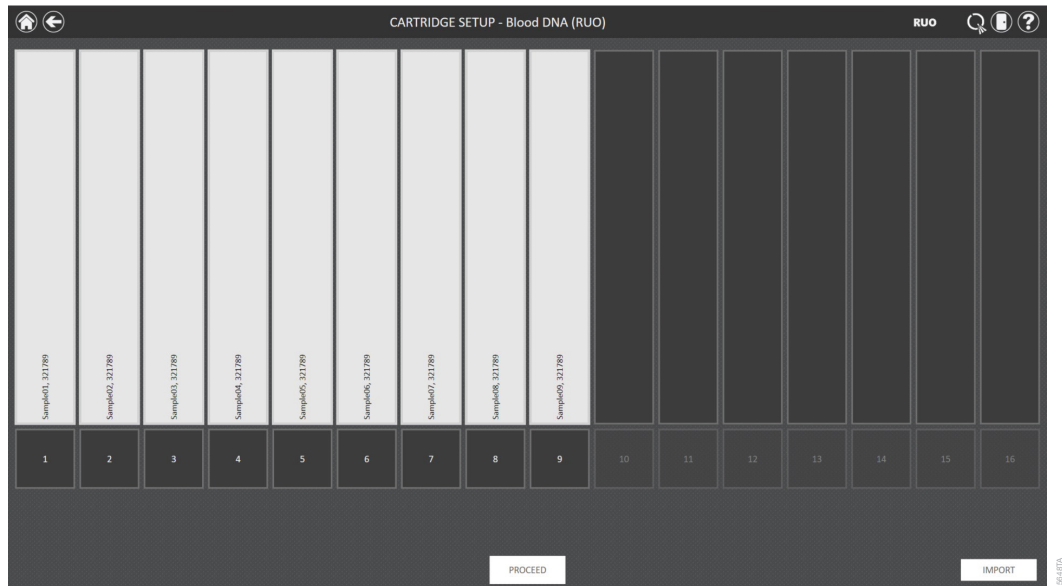 CARTRIDGE SETUP - Blood DNA (RUO)
RUO
?
Sample01, 321789
Sample02, 321789
Sample03, 321789
Sample04, 321789
Sample05, 321789
Sample06, 321789
Sample07, 321789
Sample08, 321789
Sample09, 321789
1 2 3 4 5 6 7 8 9 10 11 12 13 14 15 16
PROCEED
IMPORT